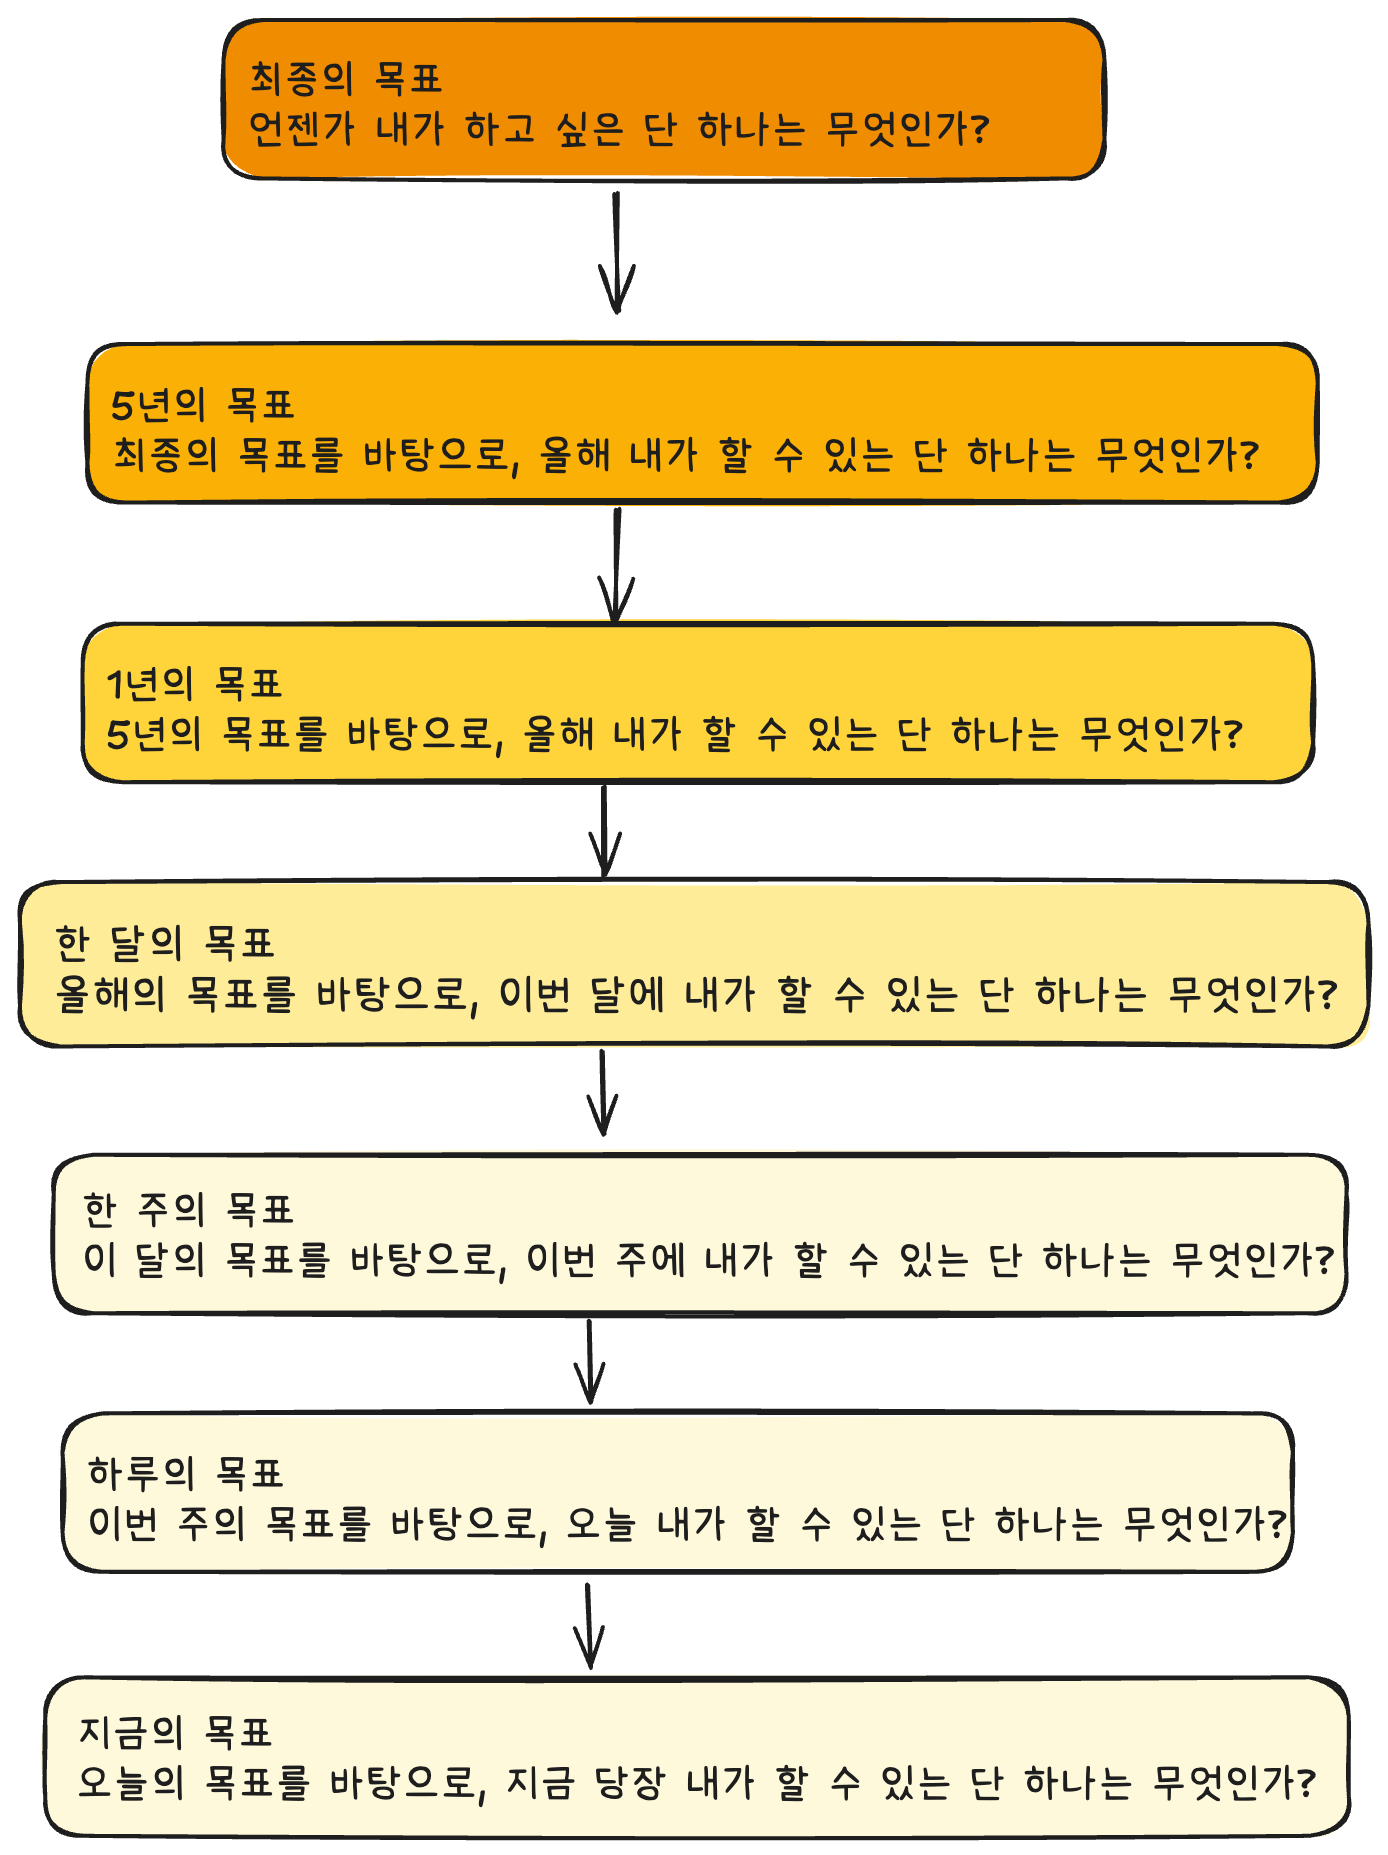 최종의 목표
언젠가 내가 하고 싶은 단 하나는 무엇인가?
5년의 목표
최종의 목표를 바탕으로, 올해 내가 할 수 있는 단 하나는 무엇인가?
1년의 목표
5년의 목표를 바탕으로, 올해 내가 할 수 있는 단 하나는 무엇인가?
한 달의 목표
올해의 목표를 바탕으로, 이번 달에 내가 할 수 있는 단 하나는 무엇인가?
한 주의 목표
이 달의 목표를 바탕으로, 이번 주에 내가 할 수 있는 단 하나는 무엇인가?
하루의 목표
이번 주의 목표를 바탕으로, 오늘 내가 할 수 있는 단 하나는 무엇인가?
지금의 목표
오늘의 목표를 바탕으로, 지금 당장 내가 할 수 있는 단 하나는 무엇인가?